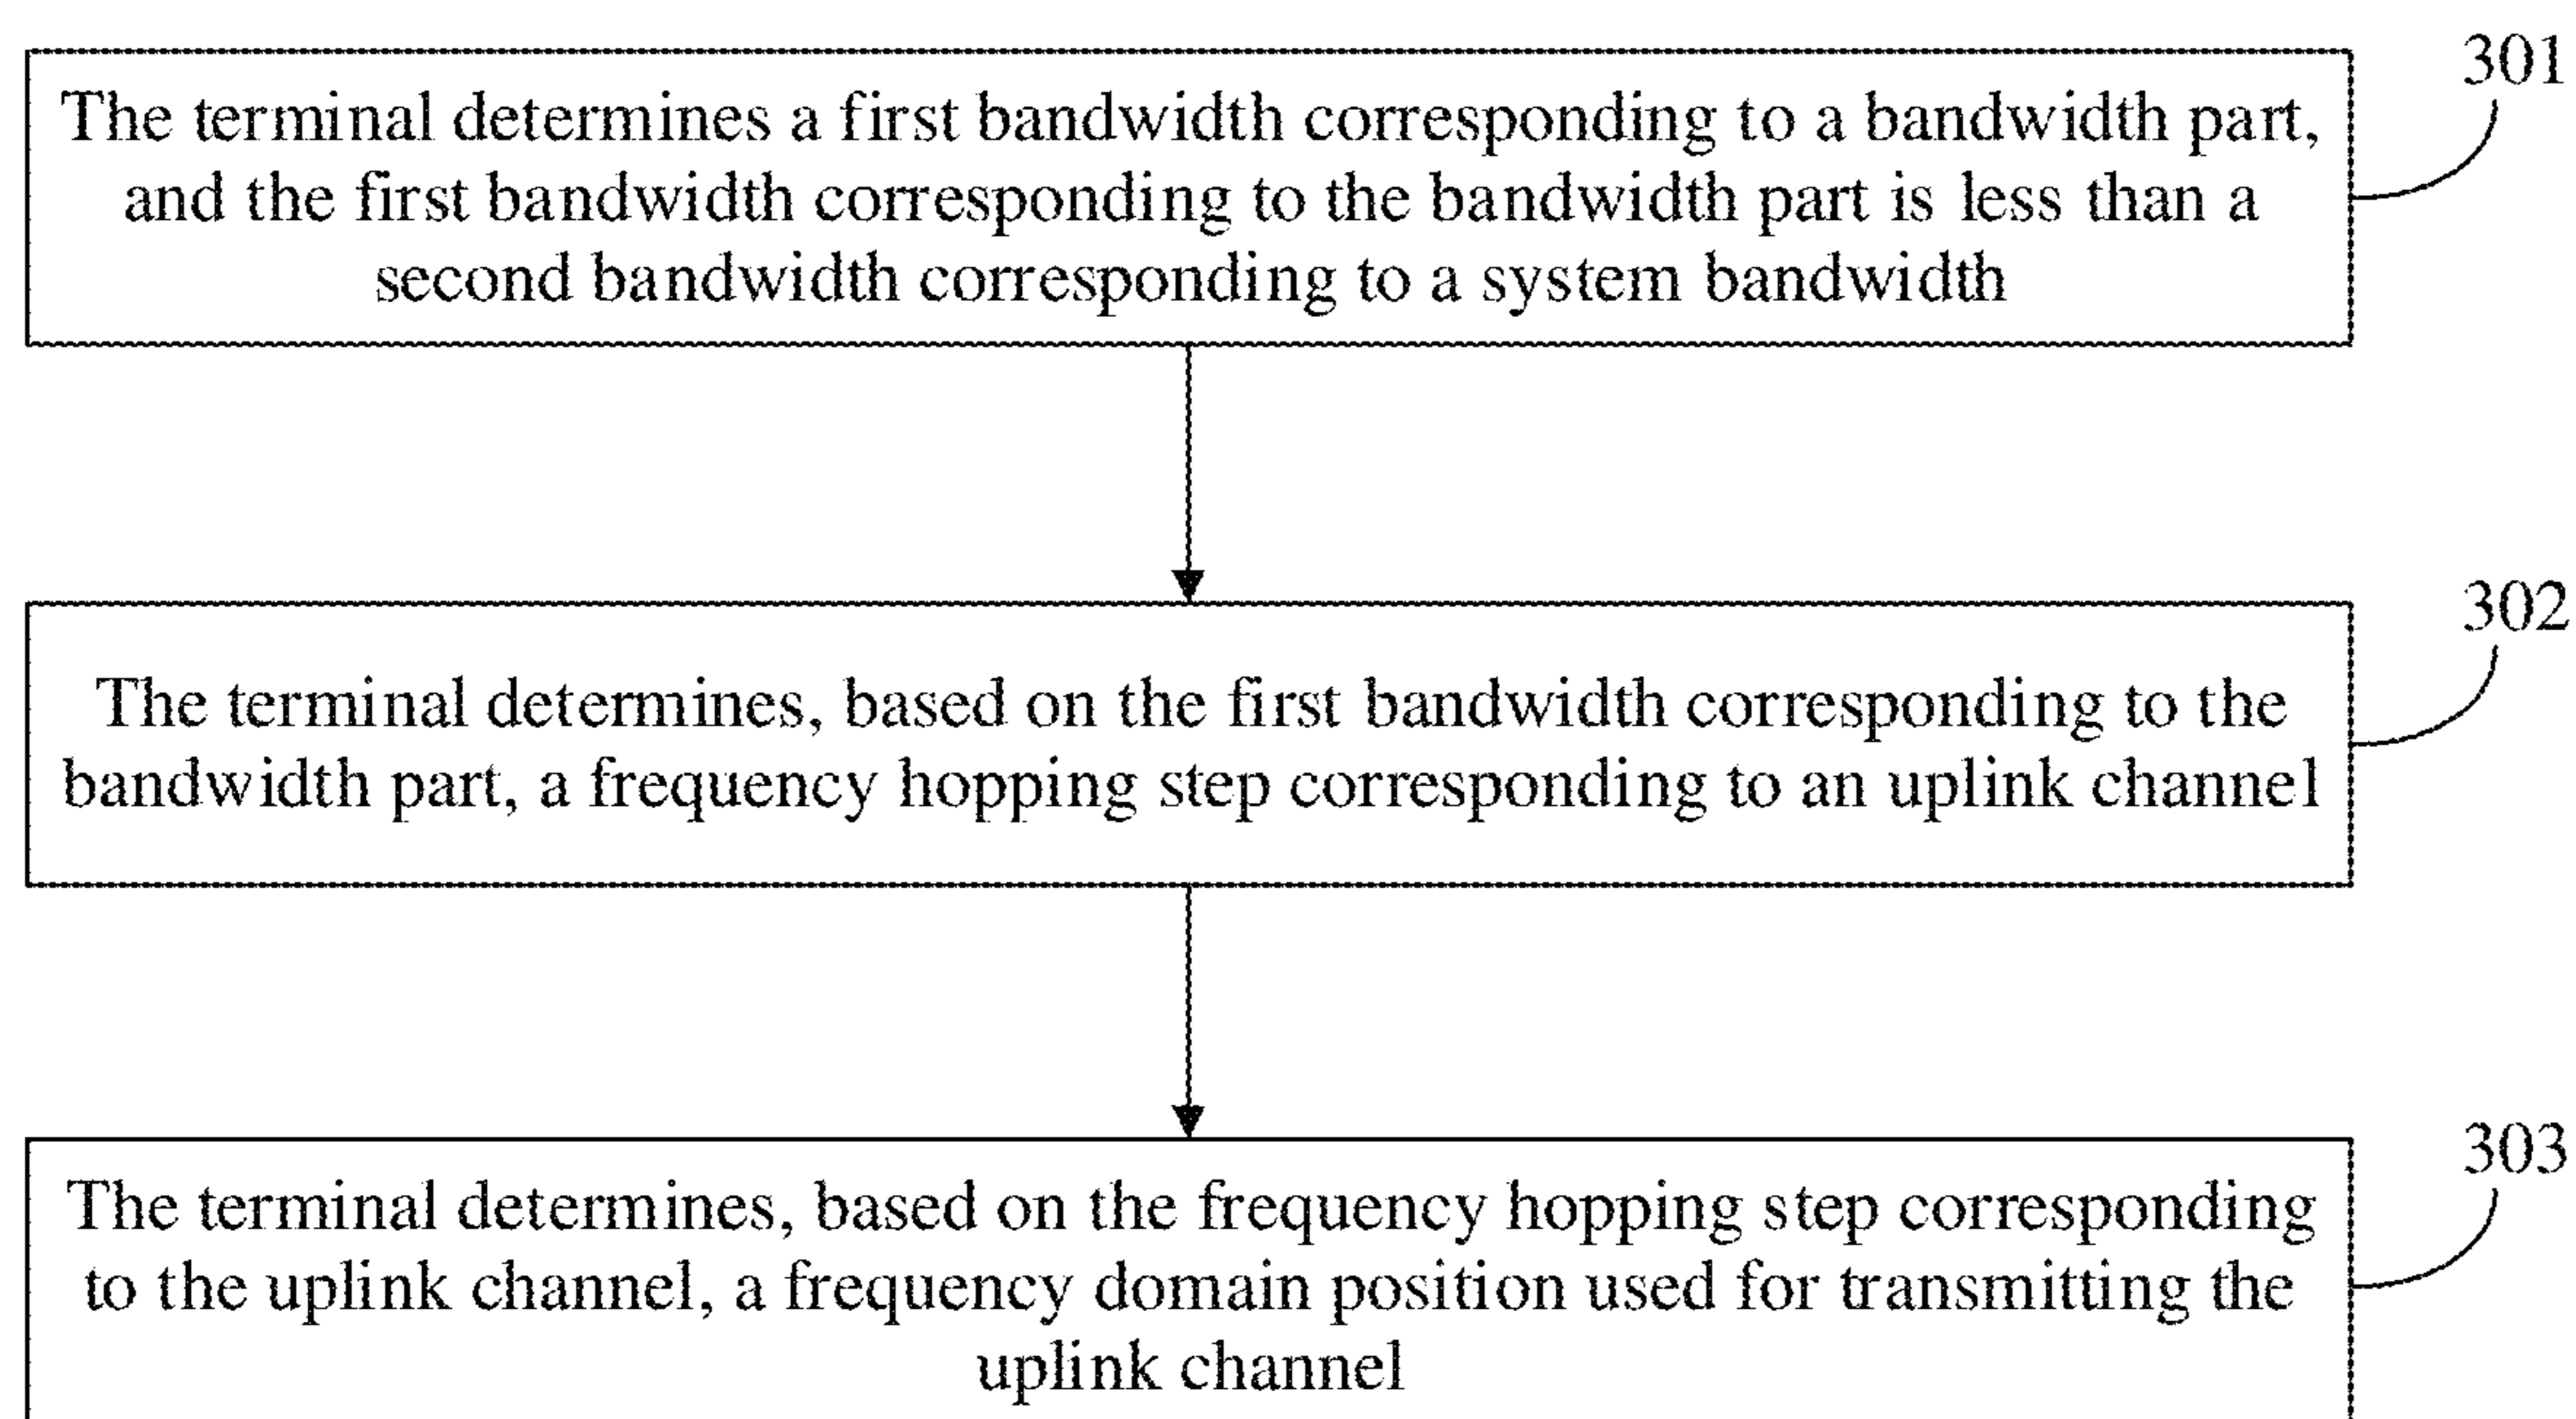 301
The terminal determines a first bandwidth corresponding to a bandwidth part,
and the first bandwidth corresponding to the bandwidth part is less than a
second bandwidth corresponding to a system bandwidth
302
The terminal determines, based on the first bandwidth corresponding to the
bandwidth part, a frequency hopping step corresponding to an uplink channel
303
The terminal determines, based on the frequency hopping step corresponding
to the uplink channel, a frequency domain position used for transmitting the
uplink channel